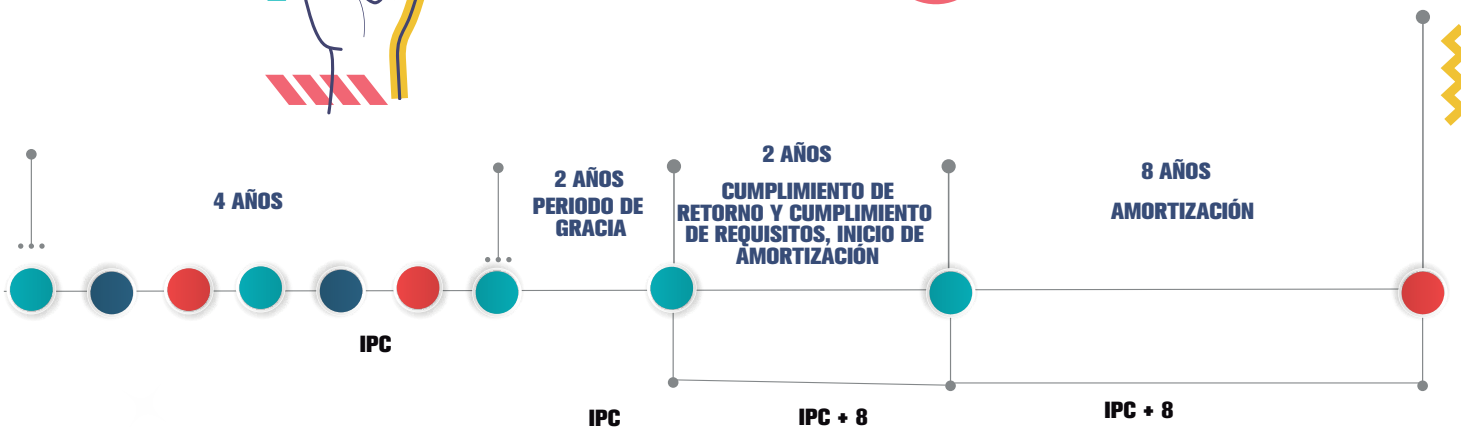 4 AÑOS
2 AÑOS
PERIODO DE
GRACIA
2 AÑOS
CUMPLIMIENTO DE
RETORNO Y CUMPLIMIENTO
DE REQUISITOS, INICIO DE
AMORTIZACIÓN
8 AÑOS
AMORTIZACIÓN
IPC
IPC
IPC + 8
IPC + 8